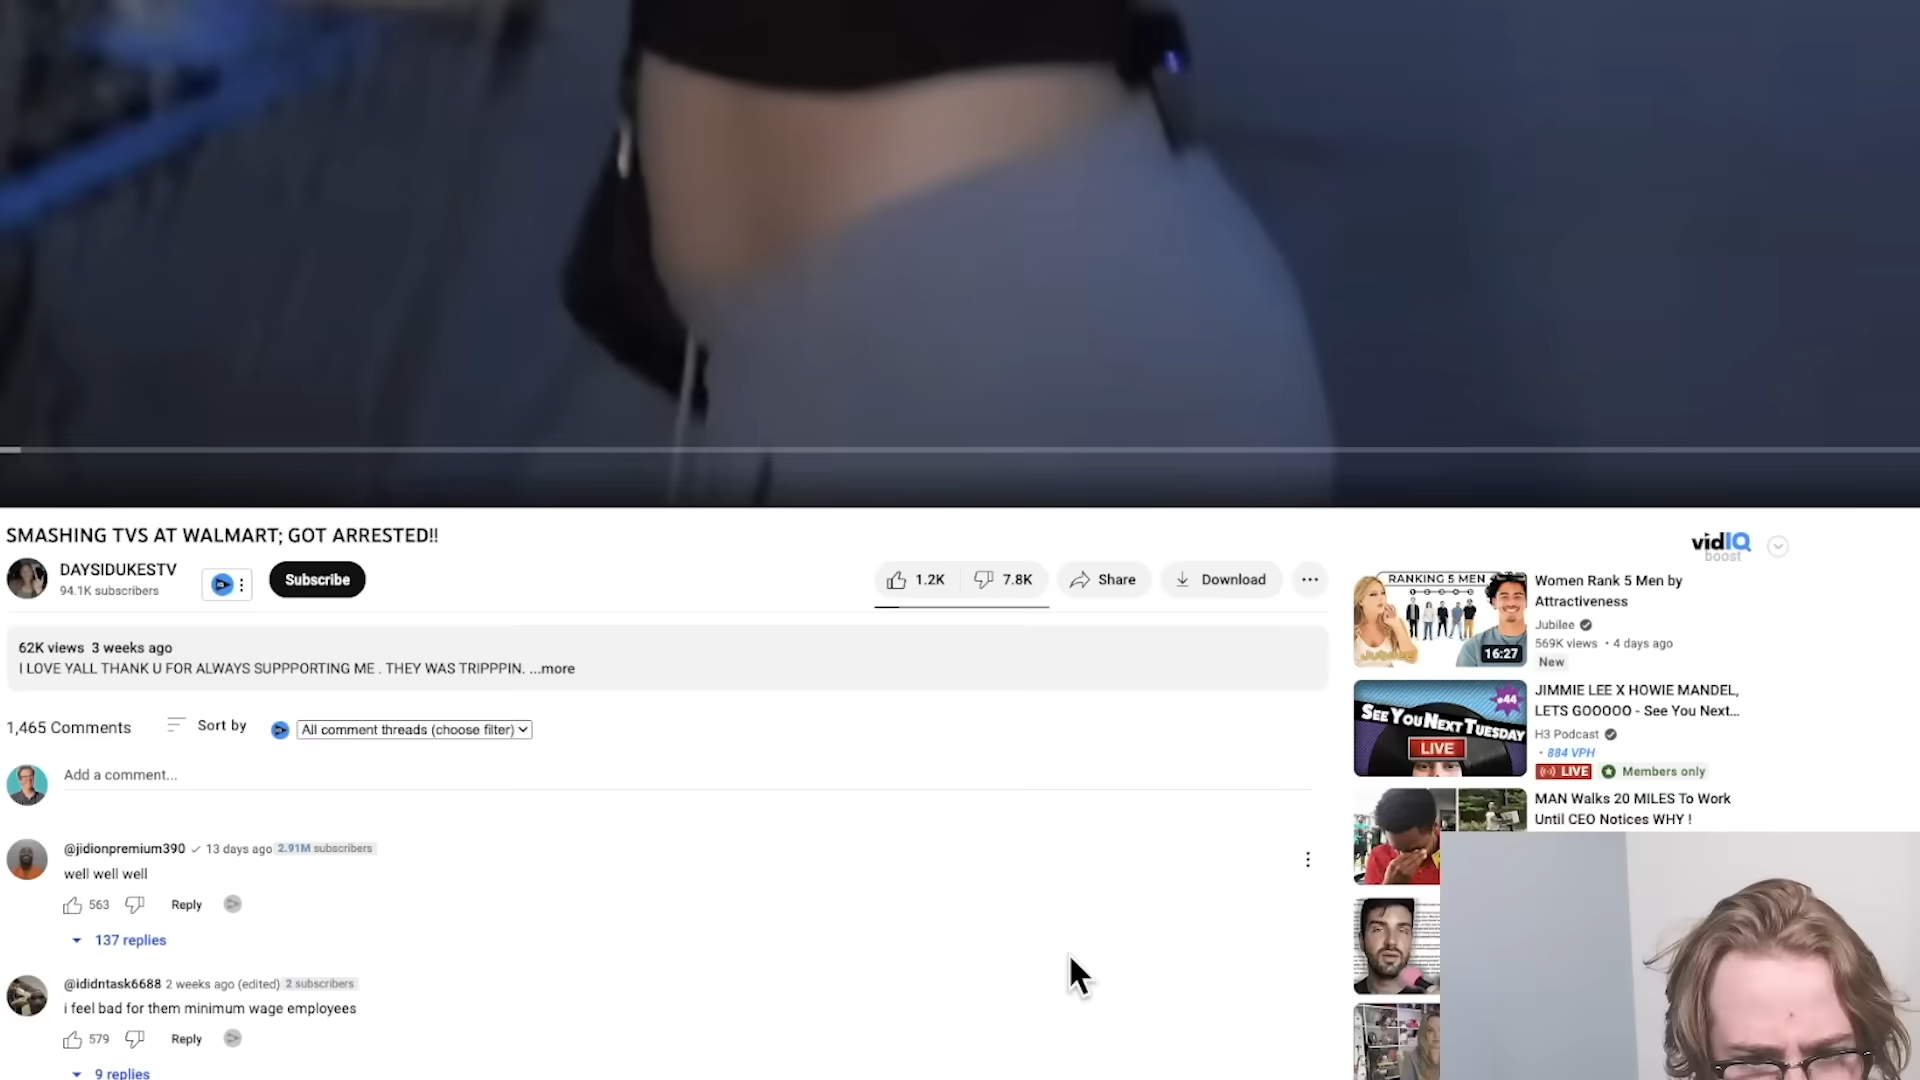 SMASHING TVS AT WALMART; GOT ARRESTED!!
DAYSIDUKESTV
94.1K subscribers
Subscribe
1.2K
7.8K
Share
Download
62K views 3 weeks ago
I LOVE YALL THANK U FOR ALWAYS SUPPPORTING ME . THEY WAS TRIPPPIN. ...more
1,465 Comments
Sort by
All comment threads (choose filter)
Add a comment...
@jidionpremium390 13 days ago 2.91M subscribers
well well well
563
Reply
137 replies
@ididntask6688 2 weeks ago (edited) 2 subscribers
i feel bad for them minimum wage employees
579
Reply
9 replies
vidIQ
boost
RANKING 5 MEN
JUBILEE
16:27
Women Rank 5 Men by
Attractiveness
Jubilee
569K views • 4 days ago
New
#44
SEE YOU NEXT TUESDAY
LIVE
JIMMIE LEE X HOWIE MANDEL,
LETS GOOOOO - See You Next...
H3 Podcast
• 884 VPH
LIVE
Members only
MAN Walks 20 MILES To Work
Until CEO Notices WHY !